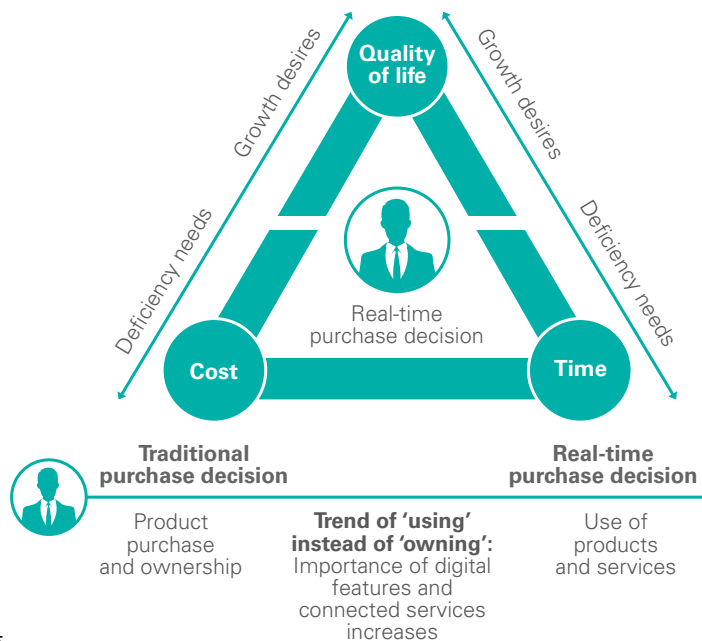 Quality
of life
Growth desires
Growth desires
Deficiency needs
Deficiency needs
Real-time
purchase decision
Cost
Time
Traditional
purchase decision
Real-time
purchase decision
Product
purchase
and ownership
Trend of ‘using’
instead of ‘owning’:
Importance of digital
features and
connected services
increases
Use of
products
and services